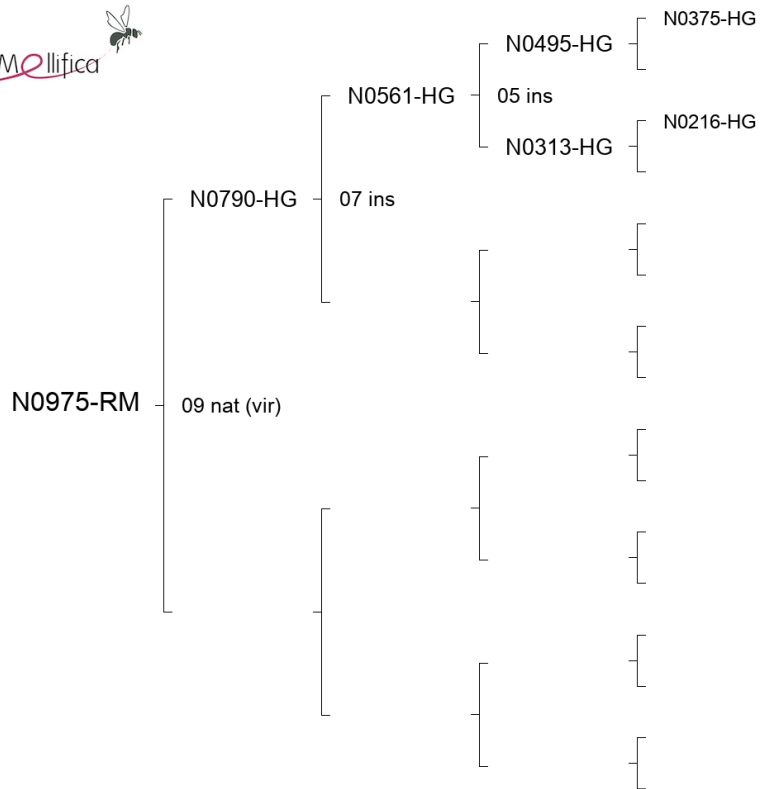 Mellifica
N0375-HG
N0495-HG
N0561-HG
05 ins
N0216-HG
N0313-HG
N0790-HG
07 ins
N0975-RM
09 nat (vir)